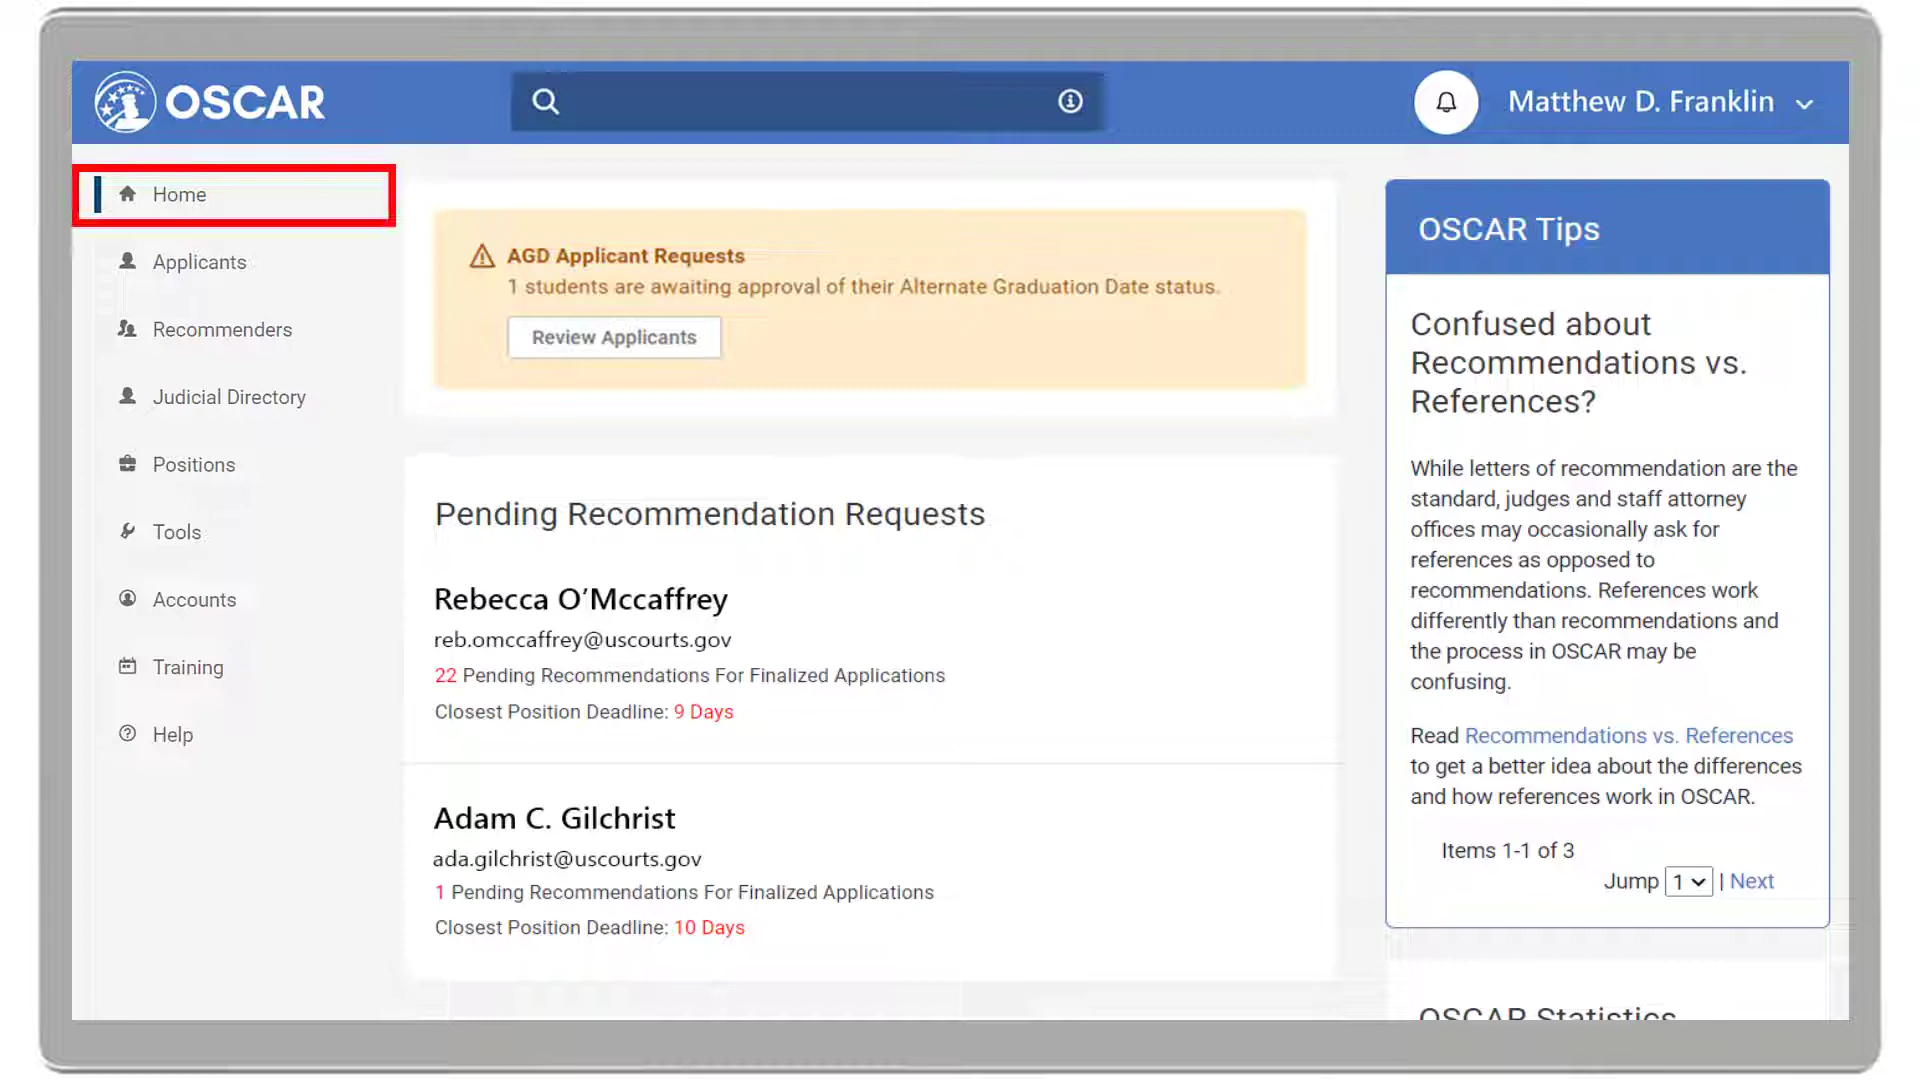 OSCAR
Matthew D. Franklin
Home
Applicants
Recommenders
Judicial Directory
Positions
Tools
Accounts
Training
Help
AGD Applicant Requests
1 students are awaiting approval of their Alternate Graduation Date status.
Review Applicants
Pending Recommendation Requests
Rebecca O’Mccaffrey
reb.omccaffrey@uscourts.gov
22 Pending Recommendations For Finalized Applications
Closest Position Deadline: 9 Days
Adam C. Gilchrist
ada.gilchrist@uscourts.gov
1 Pending Recommendations For Finalized Applications
Closest Position Deadline: 10 Days
OSCAR Tips
Confused about
Recommendations vs.
References?
While letters of recommendation are the
standard, judges and staff attorney
offices may occasionally ask for
references as opposed to
recommendations. References work
differently than recommendations and
the process in OSCAR may be
confusing.
Read Recommendations vs. References
to get a better idea about the differences
and how references work in OSCAR.
Items 1-1 of 3
Jump 1 | Next
OSCAR Statistics